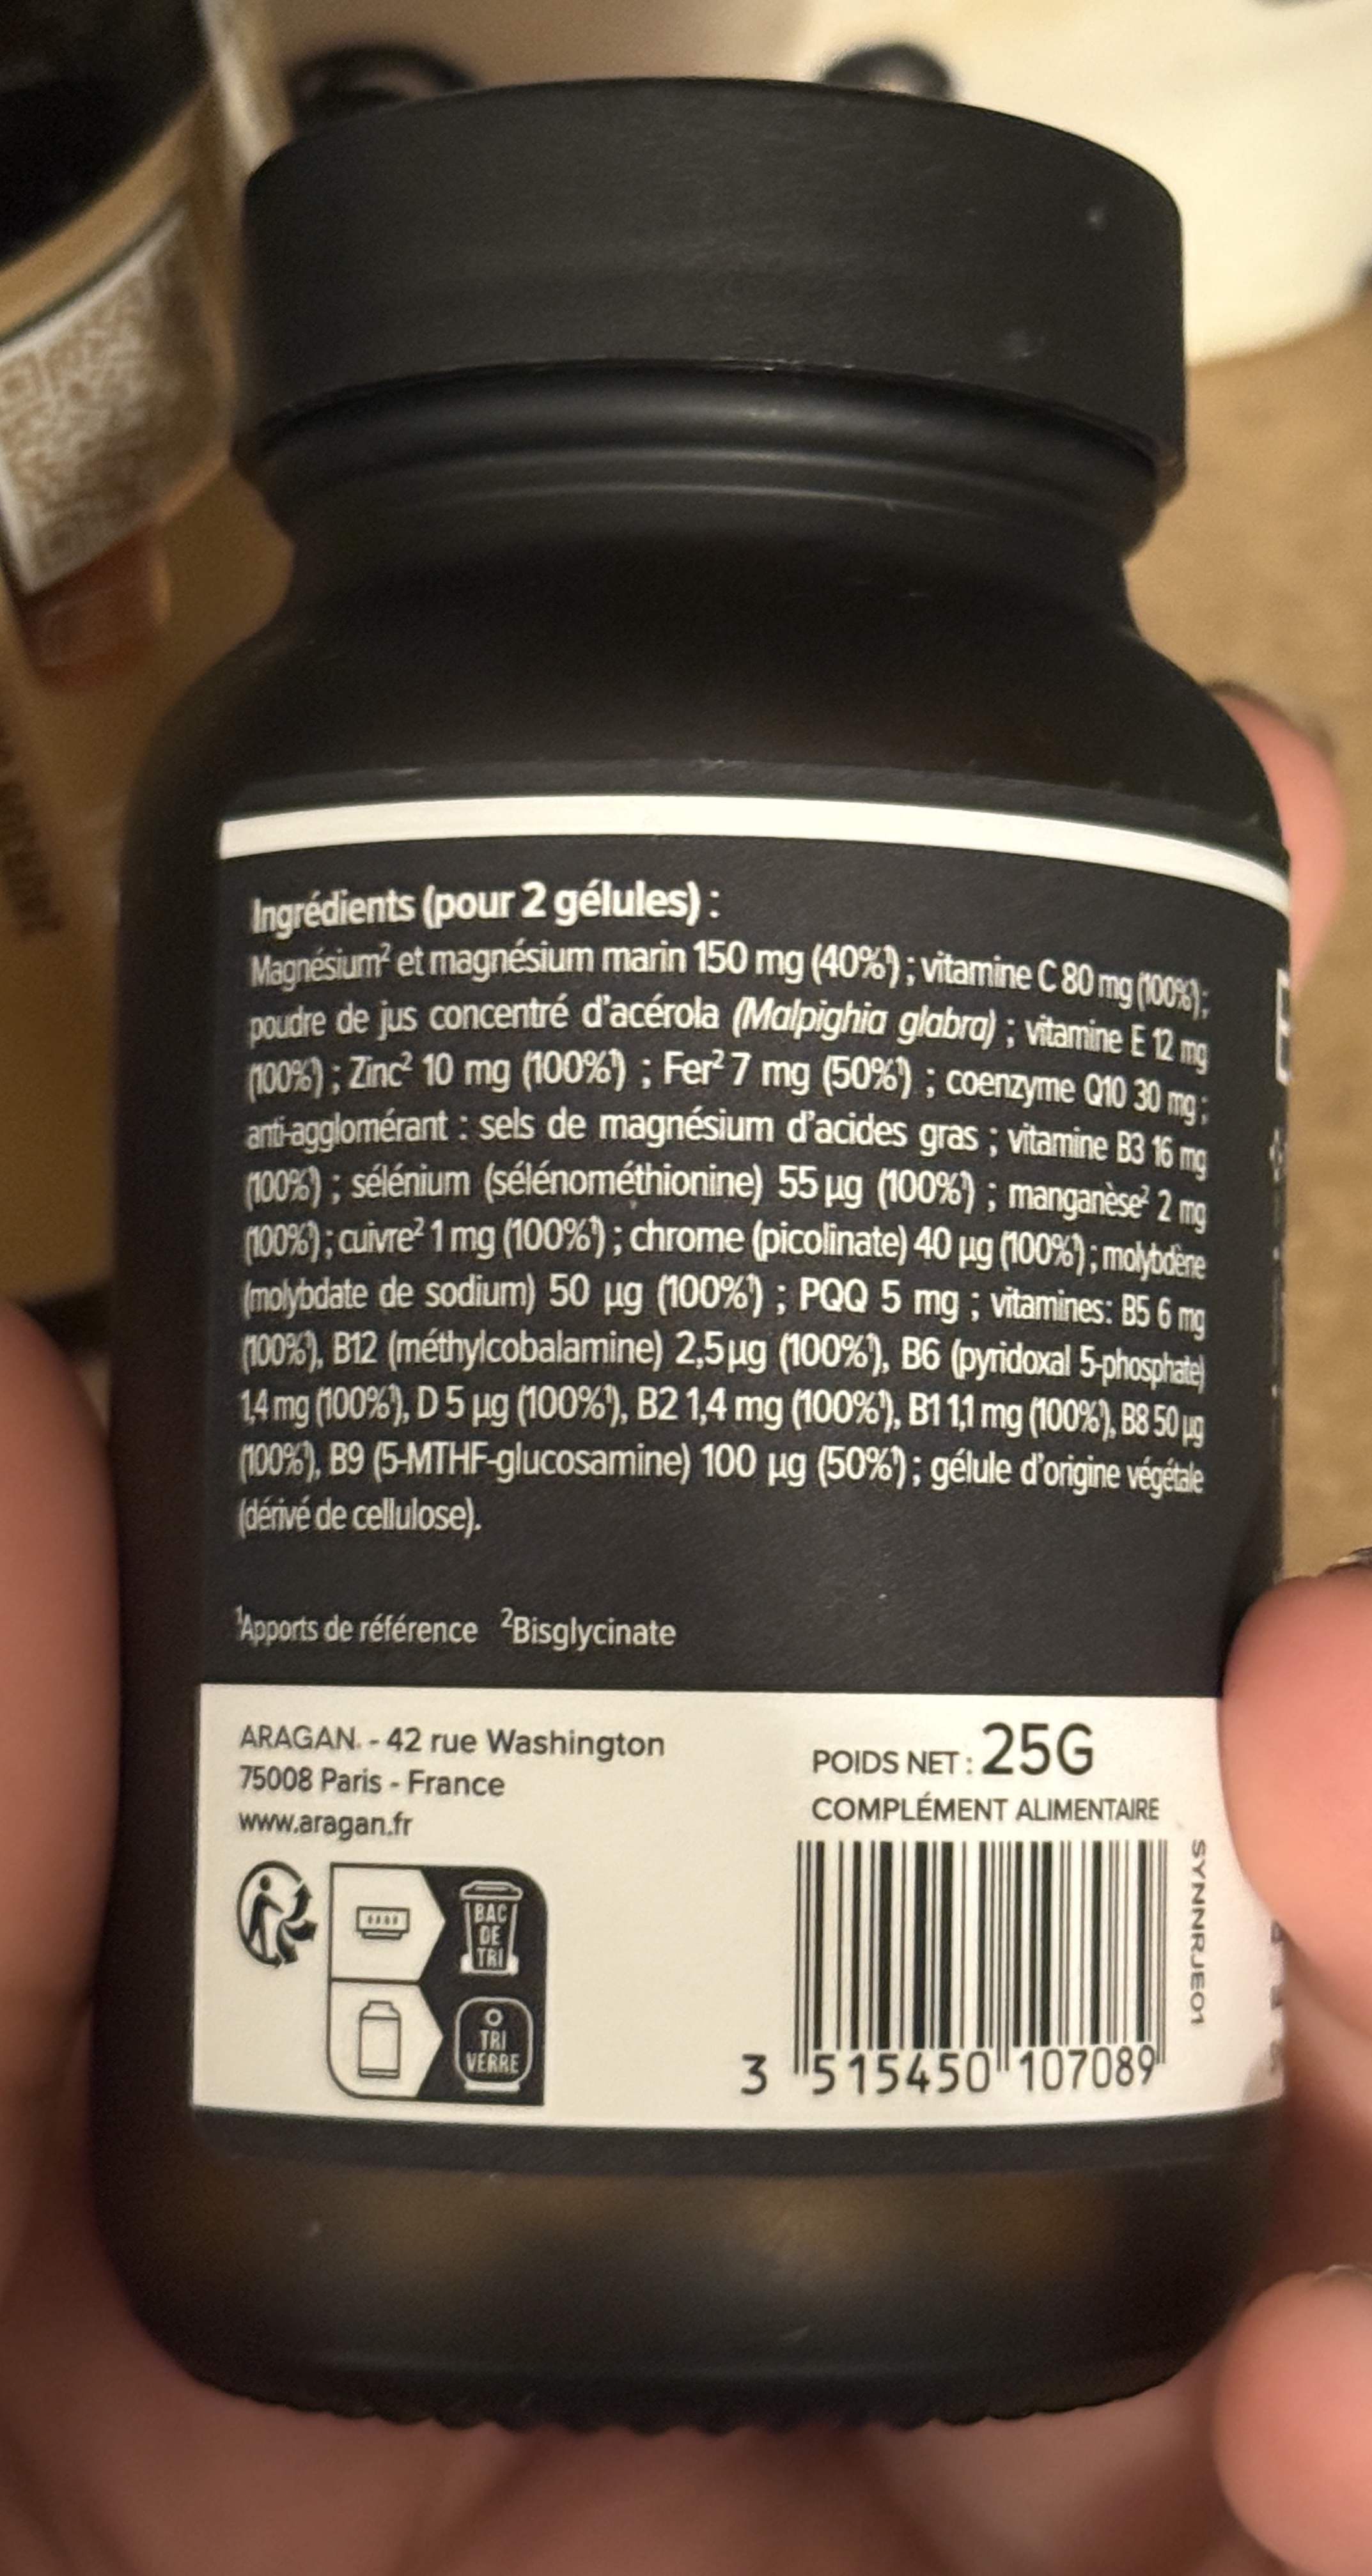 Ingrédients (pour 2 gélules) :
Magnésium² et magnésium marin 150 mg (40%¹) ; vitamine C 80 mg (100%¹) ;
poudre de jus concentré d'acérola (Malpighia glabra) ; vitamine E 12 mg
(100%¹) ; Zinc² 10 mg (100%¹) ; Fer² 7 mg (50%¹) ; coenzyme Q10 30 mg ;
anti-agglomérant : sels de magnésium d'acides gras ; vitamine B3 16 mg
(100%¹) ; sélénium (sélénométhionine) 55 µg (100%¹) ; manganèse² 2 mg
(100%¹) ; cuivre² 1 mg (100%¹) ; chrome (picolinate) 40 µg (100%¹) ; molybdène
(molybdate de sodium) 50 µg (100%¹) ; PQQ 5 mg ; vitamines: B5 6 mg
(100%¹), B12 (méthylcobalamine) 2,5µg (100%¹), B6 (pyridoxal 5-phosphate)
1,4 mg (100%¹), D 5 µg (100%¹), B2 1,4 mg (100%¹), B1 1,1 mg (100%¹), B8 50 µg
(100%¹), B9 (5-MTHF-glucosamine) 100 µg (50%¹) ; gélule d'origine végétale
(dérivé de cellulose).
¹Apports de référence ²Bisglycinate
ARAGAN. - 42 rue Washington
75008 Paris - France
www.aragan.fr
BAC
DE
TRI
TRI
VERRE
POIDS NET : 25G
COMPLÉMENT ALIMENTAIRE
SYNNRJE01
3 515450 107089